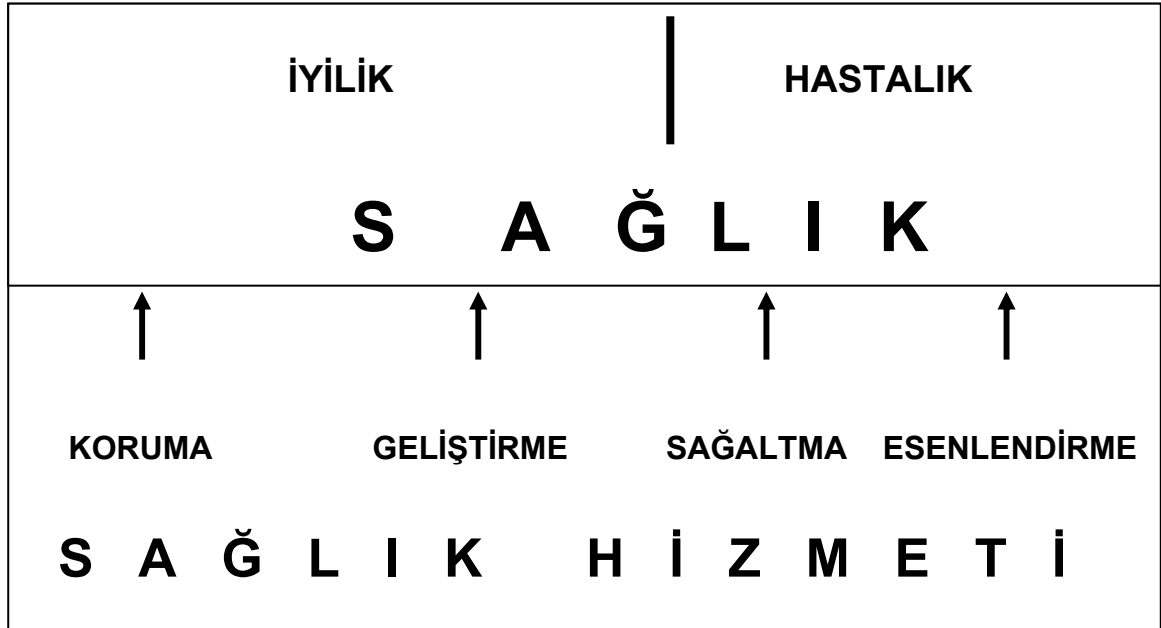 İYİLİK HASTALIK
S A Ğ L I K
KORUMA GELİŞTİRME SAĞALTMA ESENLENDİRME
S A Ğ L I K H İ Z M E T İ